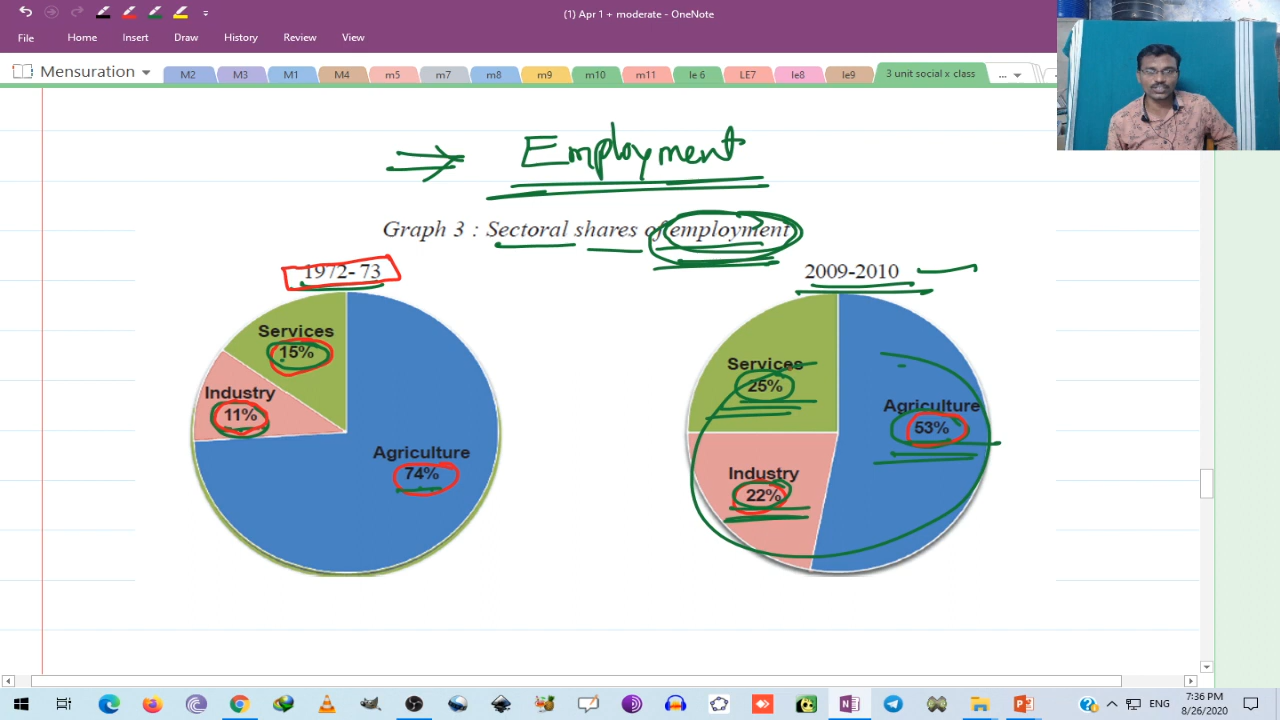 (1) Apr 1 + moderate - OneNote
File Home Insert Draw History Review View
Mensuration M2 M3 M1 M4 m5 m7 m8 m9 m10 m11 le 6 LE7 le8 le9 3 unit social x class ...
Employment
Graph 3 : Sectoral shares of employment
1972- 73
Services
15%
Industry
11%
Agriculture
74%
2009-2010
Services
25%
Agriculture
53%
Industry
22%
ENG
7:36 PM
8/26/2020